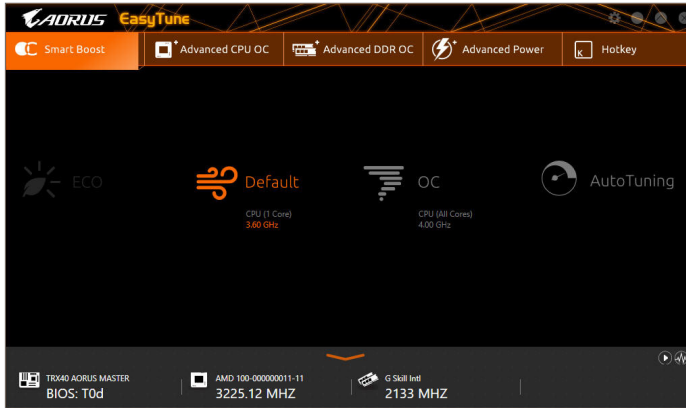 AORUS EasyTune
Smart Boost
Advanced CPU OC
Advanced DDR OC
Advanced Power
K
Hotkey
ECO
Default
CPU (1 Core)
3.60 GHz
OC
CPU (All Cores)
4.00 GHz
AutoTuning
TRX40 AORUS MASTER
BIOS: T0d
AMD 100-000000011-11
3225.12 MHZ
G Skill Intl
2133 MHZ